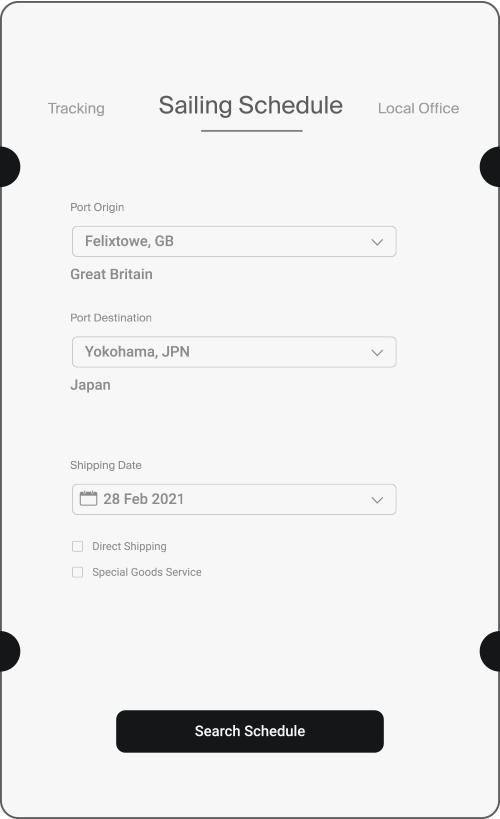 Tracking Sailing Schedule Local Office
Port Origin
Felixtowe, GB
Great Britain
Port Destination
Yokohama, JPN
Japan
Shipping Date
28 Feb 2021
Direct Shipping
Special Goods Service
Search Schedule